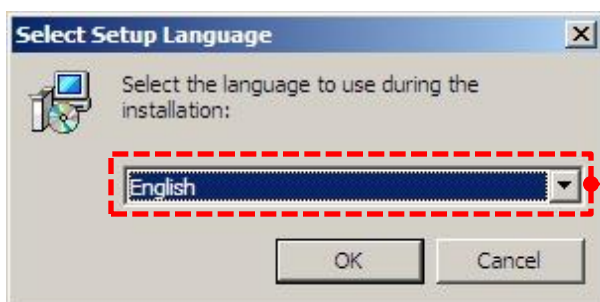 Select Setup Language
Select the language to use during the
installation:
English
OK
Cancel